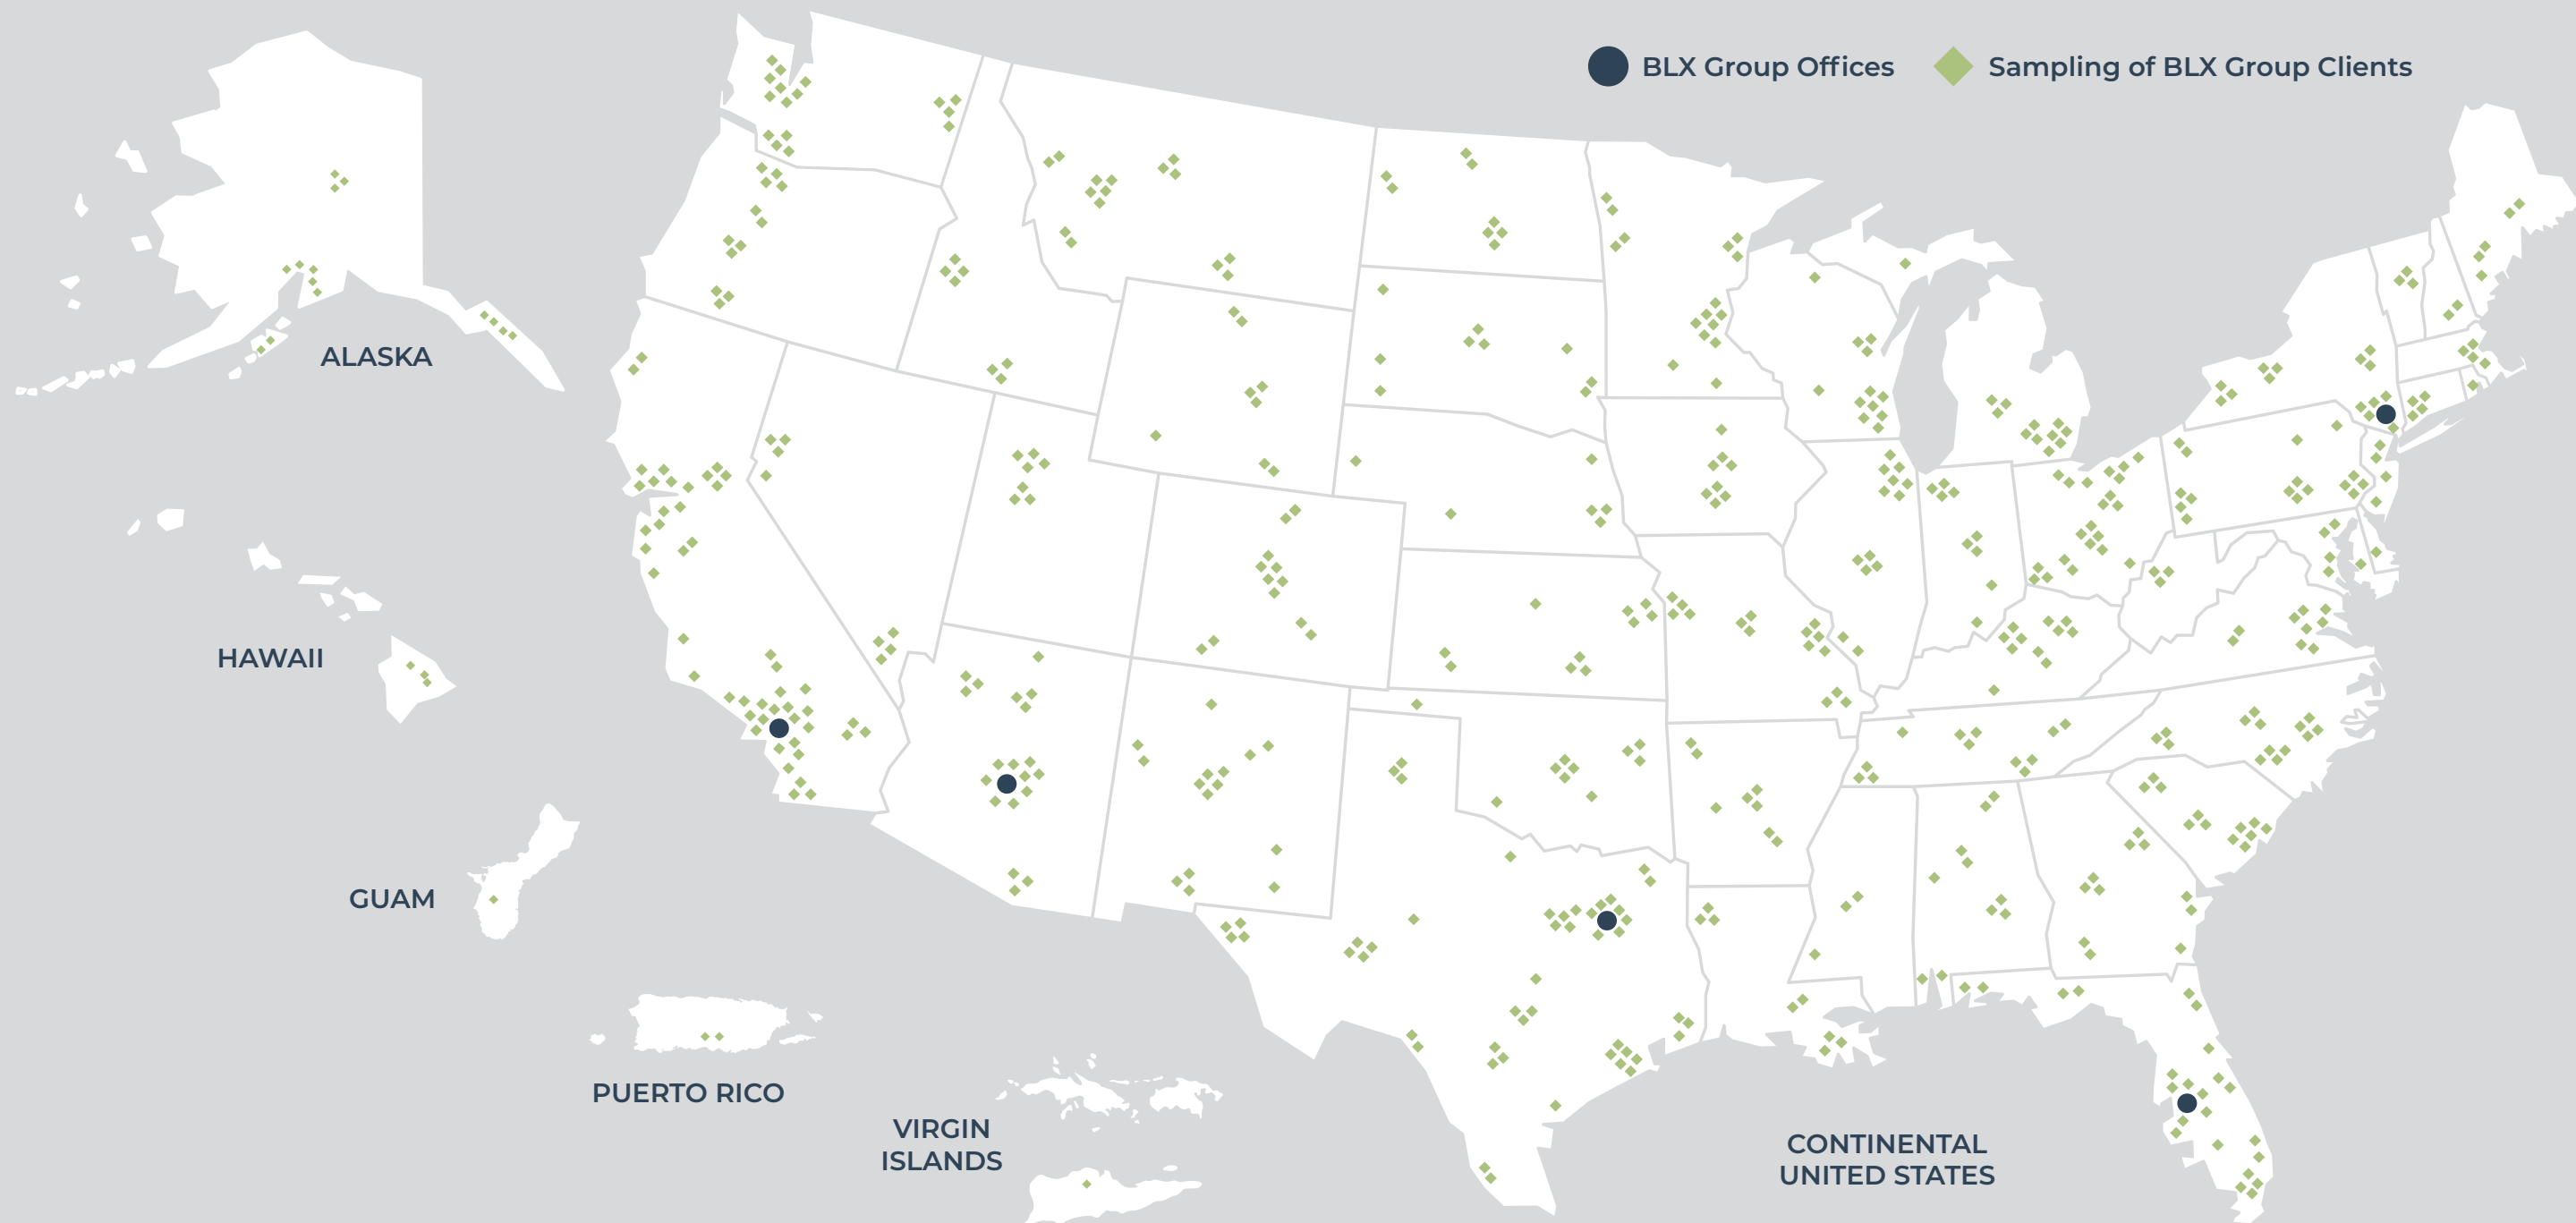 BLX Group Offices
Sampling of BLX Group Clients
ALASKA
HAWAII
GUAM
PUERTO RICO
VIRGIN
ISLANDS
CONTINENTAL
UNITED STATES